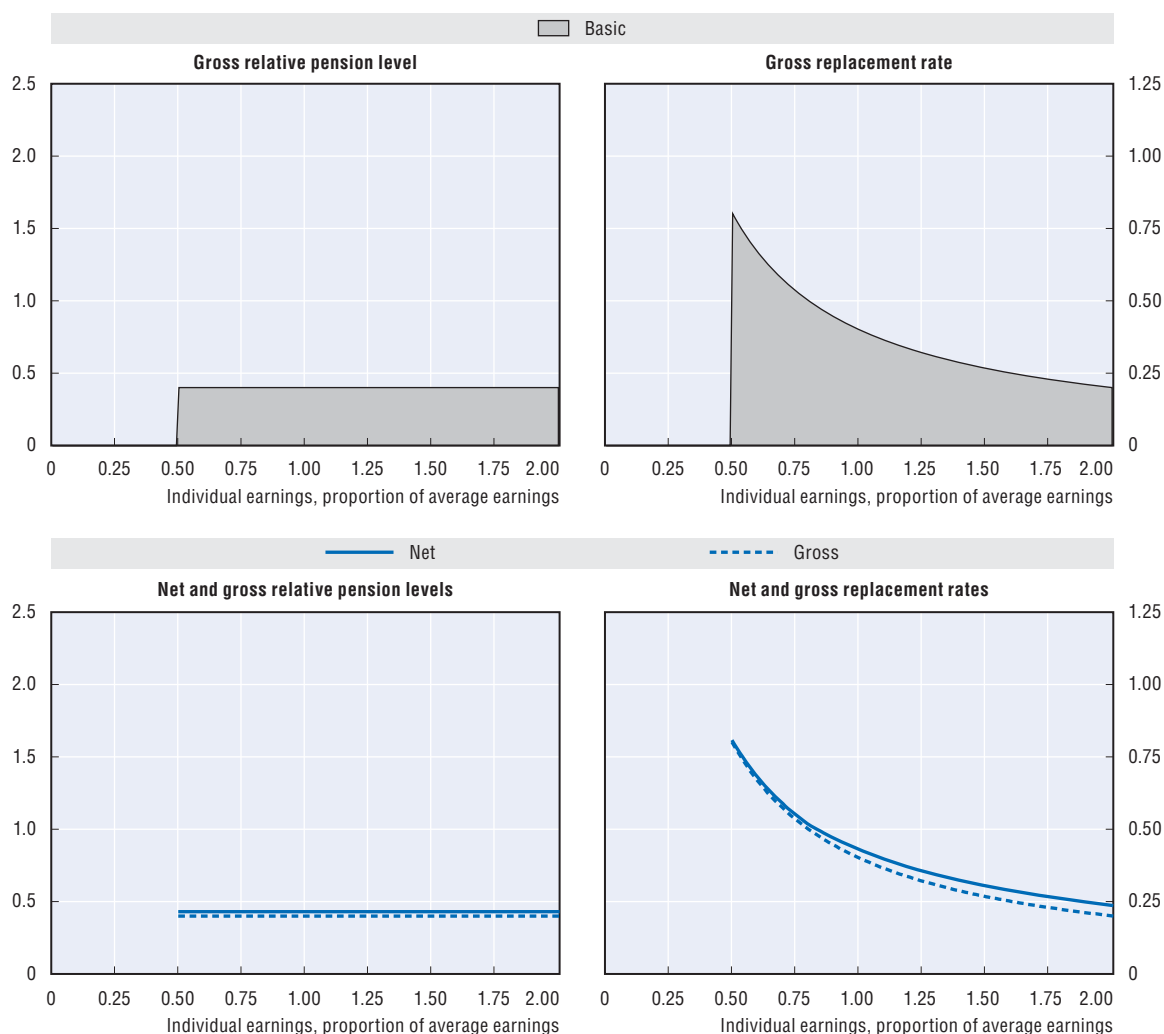 Basic
Gross relative pension level
Gross replacement rate
2.5
2.0
1.5
1.0
0.5
0
1.25
1.00
0.75
0.50
0.25
0
0 0.25 0.50 0.75 1.00 1.25 1.50 1.75 2.00
Individual earnings, proportion of average earnings
0 0.25 0.50 0.75 1.00 1.25 1.50 1.75 2.00
Individual earnings, proportion of average earnings
Net Gross
Net and gross relative pension levels
Net and gross replacement rates
2.5
2.0
1.5
1.0
0.5
0
1.25
1.00
0.75
0.50
0.25
0
0 0.25 0.50 0.75 1.00 1.25 1.50 1.75 2.00
Individual earnings, proportion of average earnings
0 0.25 0.50 0.75 1.00 1.25 1.50 1.75 2.00
Individual earnings, proportion of average earnings